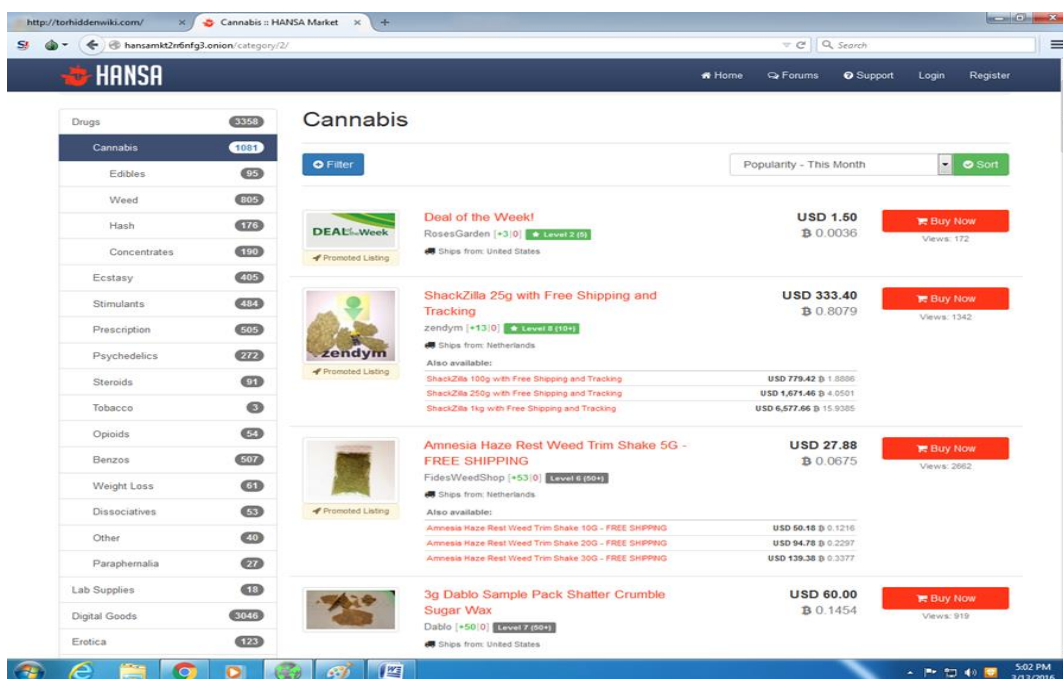 http://torhiddenwiki.com/
Cannabis :: HANSA Market
hansamkt2rr6nfg3.onion/category/2/
Search
HANSA
Home
Forums
Support
Login
Register
Drugs 3358
Cannabis 1081
Edibles 95
Weed 805
Hash 176
Concentrates 190
Ecstasy 405
Stimulants 484
Prescription 505
Psychedelics 272
Steroids 91
Tobacco 3
Opioids 54
Benzos 507
Weight Loss 61
Dissociatives 53
Other 40
Paraphernalia 27
Lab Supplies 18
Digital Goods 3046
Erotica 123
Cannabis
Filter
Popularity - This Month
Sort
DEAL of the Week
Promoted Listing
Deal of the Week!
RosesGarden [+3|0] Level 2 (5)
Ships from: United States
USD 1.50
฿ 0.0036
Buy Now
Views: 172
zendym
Promoted Listing
ShackZilla 25g with Free Shipping and
Tracking
zendym [+13|0] Level 8 (10+)
Ships from: Netherlands
USD 333.40
฿ 0.8079
Buy Now
Views: 1342
Also available:
ShackZilla 100g with Free Shipping and Tracking USD 779.42 ฿ 1.8886
ShackZilla 250g with Free Shipping and Tracking USD 1,671.46 ฿ 4.0501
ShackZilla 1kg with Free Shipping and Tracking USD 6,577.66 ฿ 15.9385
Promoted Listing
Amnesia Haze Rest Weed Trim Shake 5G -
FREE SHIPPING
FidesWeedShop [+53|0] Level 6 (50+)
Ships from: Netherlands
USD 27.88
฿ 0.0675
Buy Now
Views: 2662
Also available:
Amnesia Haze Rest Weed Trim Shake 10G - FREE SHIPPING USD 50.18 ฿ 0.1216
Amnesia Haze Rest Weed Trim Shake 20G - FREE SHIPPING USD 94.78 ฿ 0.2297
Amnesia Haze Rest Weed Trim Shake 30G - FREE SHIPPING USD 139.38 ฿ 0.3377
3g Dablo Sample Pack Shatter Crumble
Sugar Wax
Dablo [+50|0] Level 7 (50+)
Ships from: United States
USD 60.00
฿ 0.1454
Buy Now
Views: 919
5:02 PM
3/13/2016